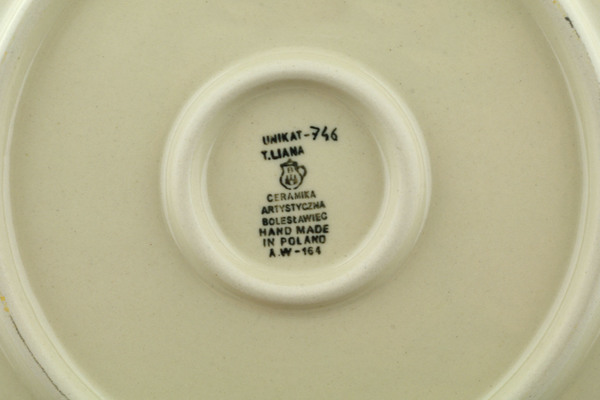 UNIKAT-746
T.LIANA
CERAMIKA
ARTYSTYCZNA
BOLESŁAWIEC
HAND MADE
IN POLAND
A.W-164